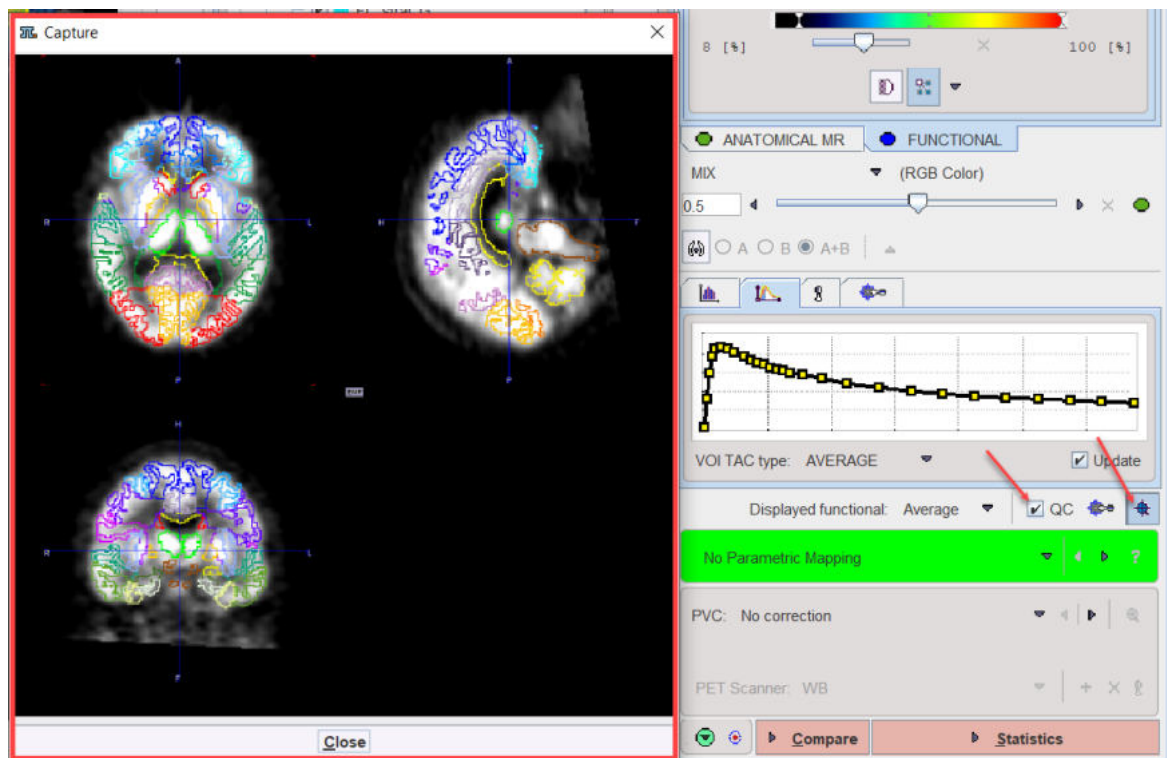 Capture
A
A
R
L
H
F
P
P
H
R
L
F
Close
8 [%]
100 [%]
ANATOMICAL MR
FUNCTIONAL
MIX
(RGB Color)
0.5
A
B
A+B
VOI TAC type: AVERAGE
Update
Displayed functional: Average
QC
No Parametric Mapping
?
PVC: No correction
PET Scanner: WB
Compare
Statistics